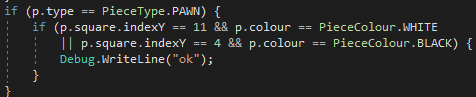 if (p.type == PieceType.PAWN) {
if (p.square.indexY == 11 && p.colour == PieceColour.WHITE
|| p.square.indexY == 4 && p.colour == PieceColour.BLACK) {
Debug.WriteLine("ok");
}
}